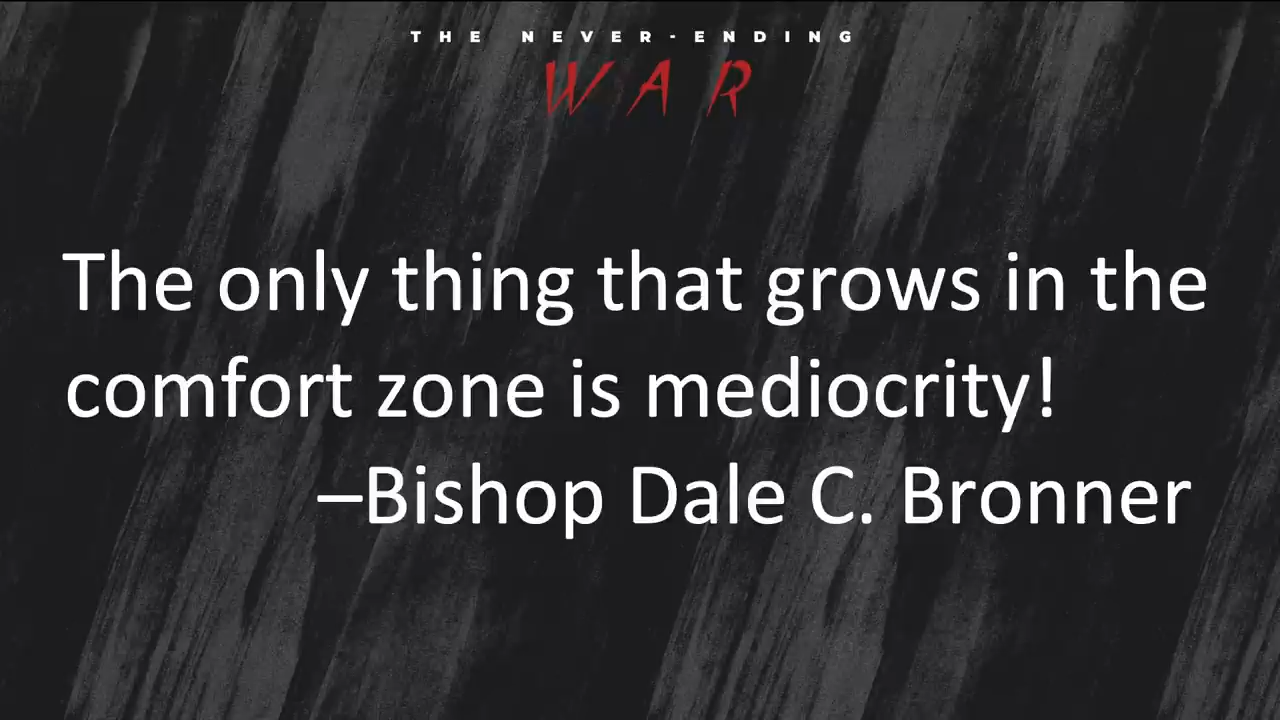 THE NEVER-ENDING
WAR
The only thing that grows in the
comfort zone is mediocrity!
–Bishop Dale C. Bronner